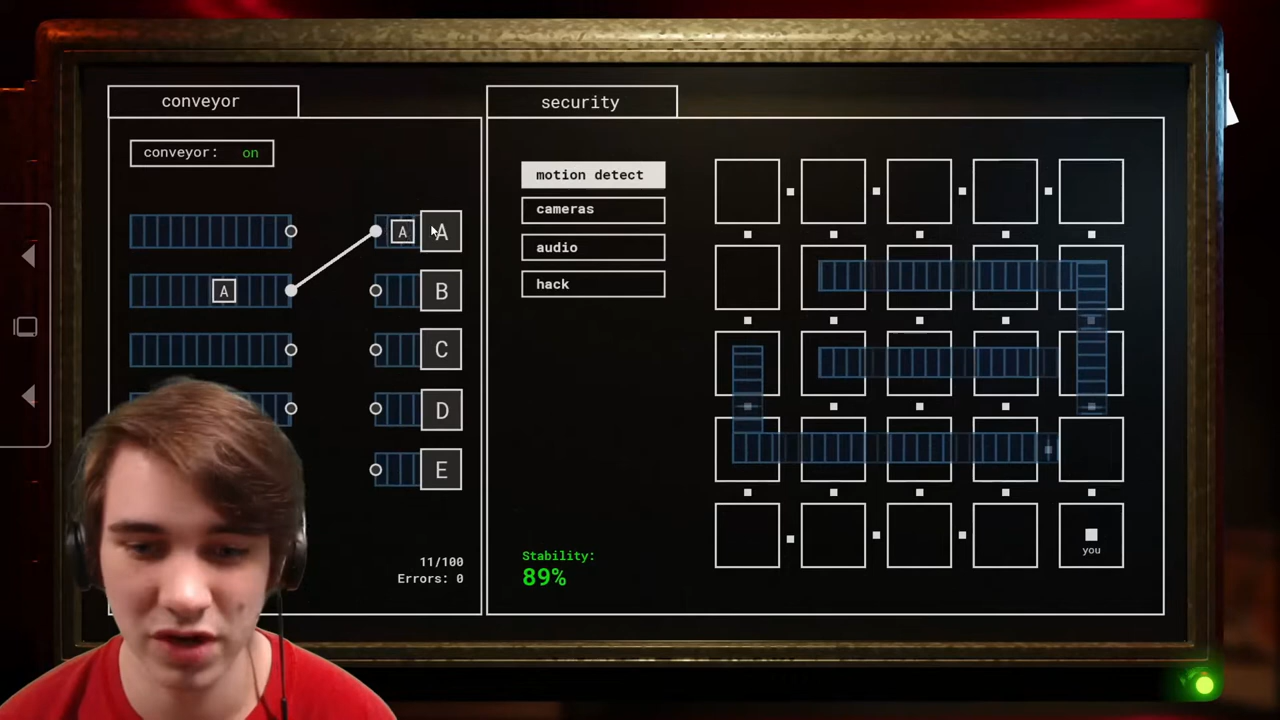 conveyor
conveyor: on
A
A
A
B
C
D
E
11/100
Errors: 0
security
motion detect
cameras
audio
hack
Stability:
89%
you